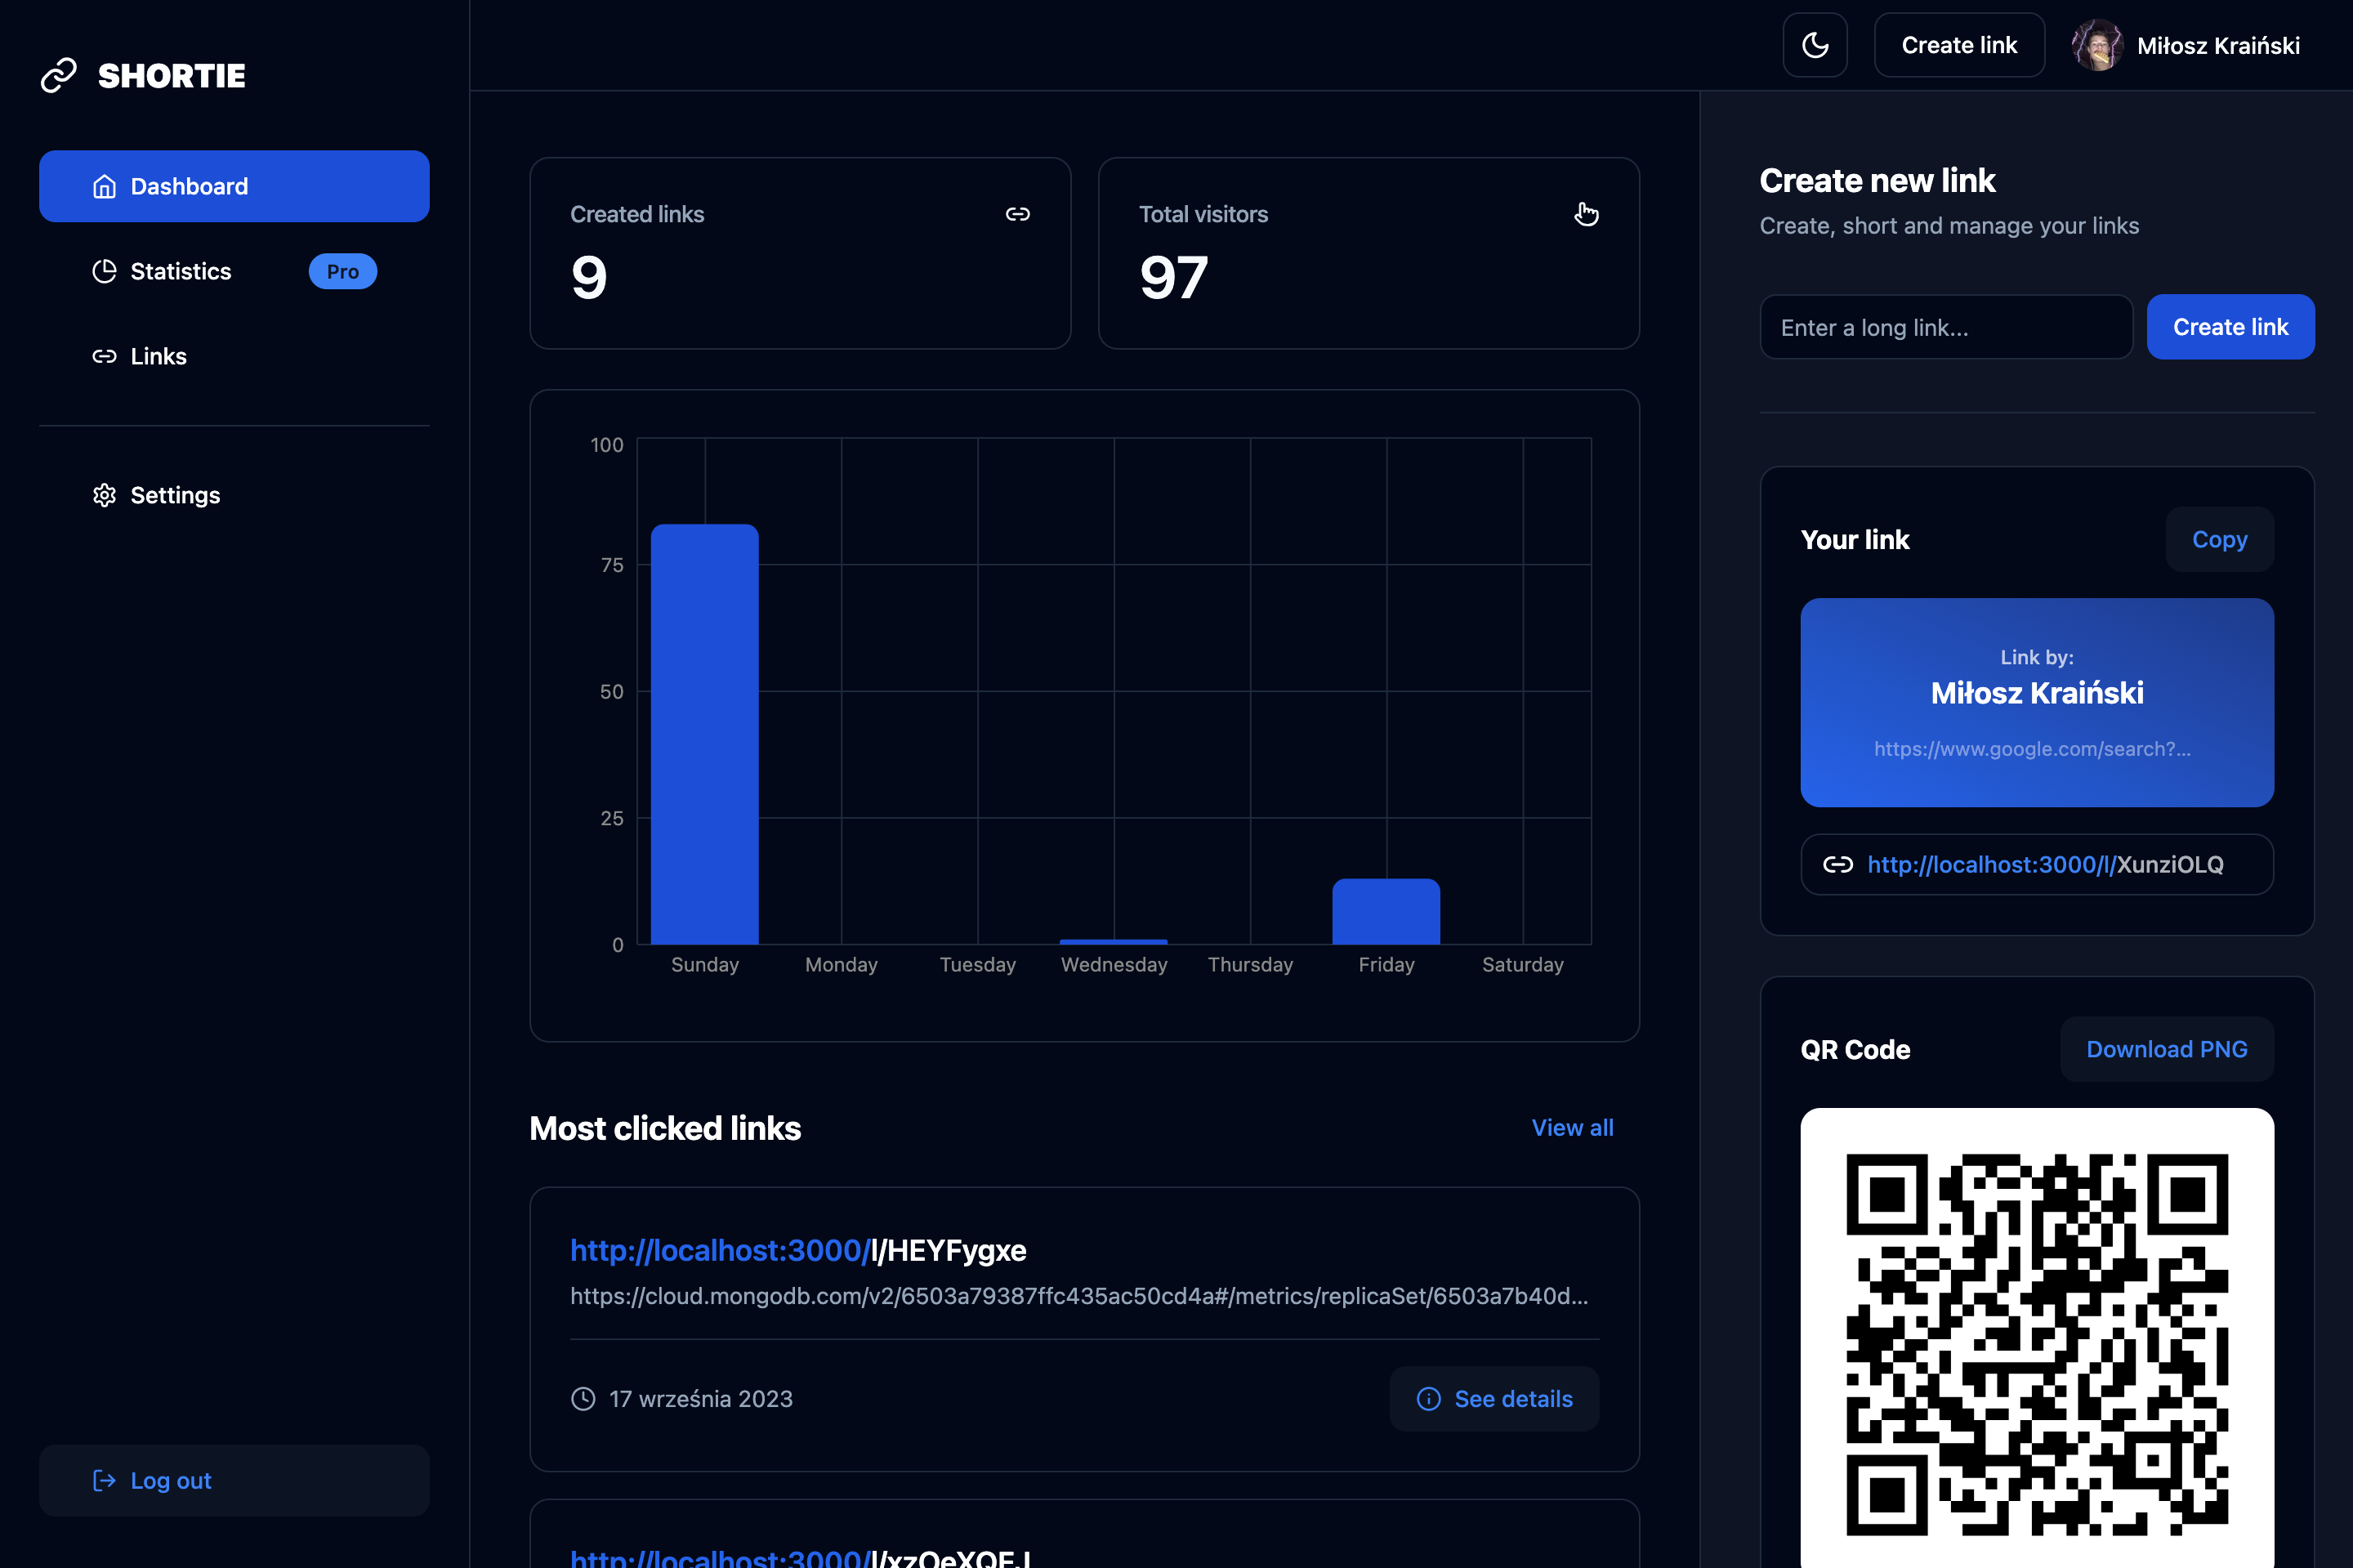 SHORTIE
Dashboard
Statistics
Pro
Links
Settings
Log out
Create link
Miłosz Kraiński
Created links
9
Total visitors
97
100
75
50
25
0
Sunday Monday Tuesday Wednesday Thursday Friday Saturday
Most clicked links
View all
http://localhost:3000/l/HEYFygxe
https://cloud.mongodb.com/v2/6503a79387ffc435ac50cd4a#/metrics/replicaSet/6503a7b40d...
17 września 2023
See details
http://localhost:3000/l/xzOeXQEJ
Create new link
Create, short and manage your links
Enter a long link...
Create link
Your link
Copy
Link by:
Miłosz Kraiński
https://www.google.com/search?...
http://localhost:3000/l/XunziOLQ
QR Code
Download PNG